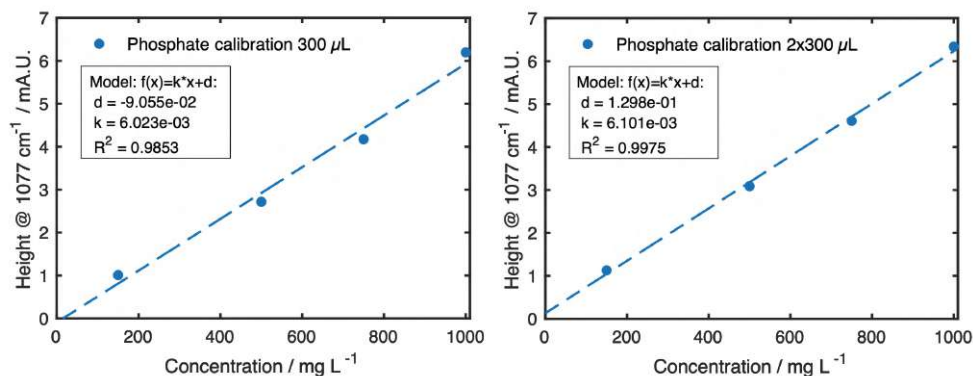 7
6
5
4
3
2
1
0
Height @ 1077 cm⁻¹ / mA.U.
Phosphate calibration 300 µL
Model: f(x)=k*x+d:
d = -9.055e-02
k = 6.023e-03
R² = 0.9853
0 200 400 600 800 1000
Concentration / mg L⁻¹
7
6
5
4
3
2
1
0
Height @ 1077 cm⁻¹ / mA.U.
Phosphate calibration 2x300 µL
Model: f(x)=k*x+d:
d = 1.298e-01
k = 6.101e-03
R² = 0.9975
0 200 400 600 800 1000
Concentration / mg L⁻¹